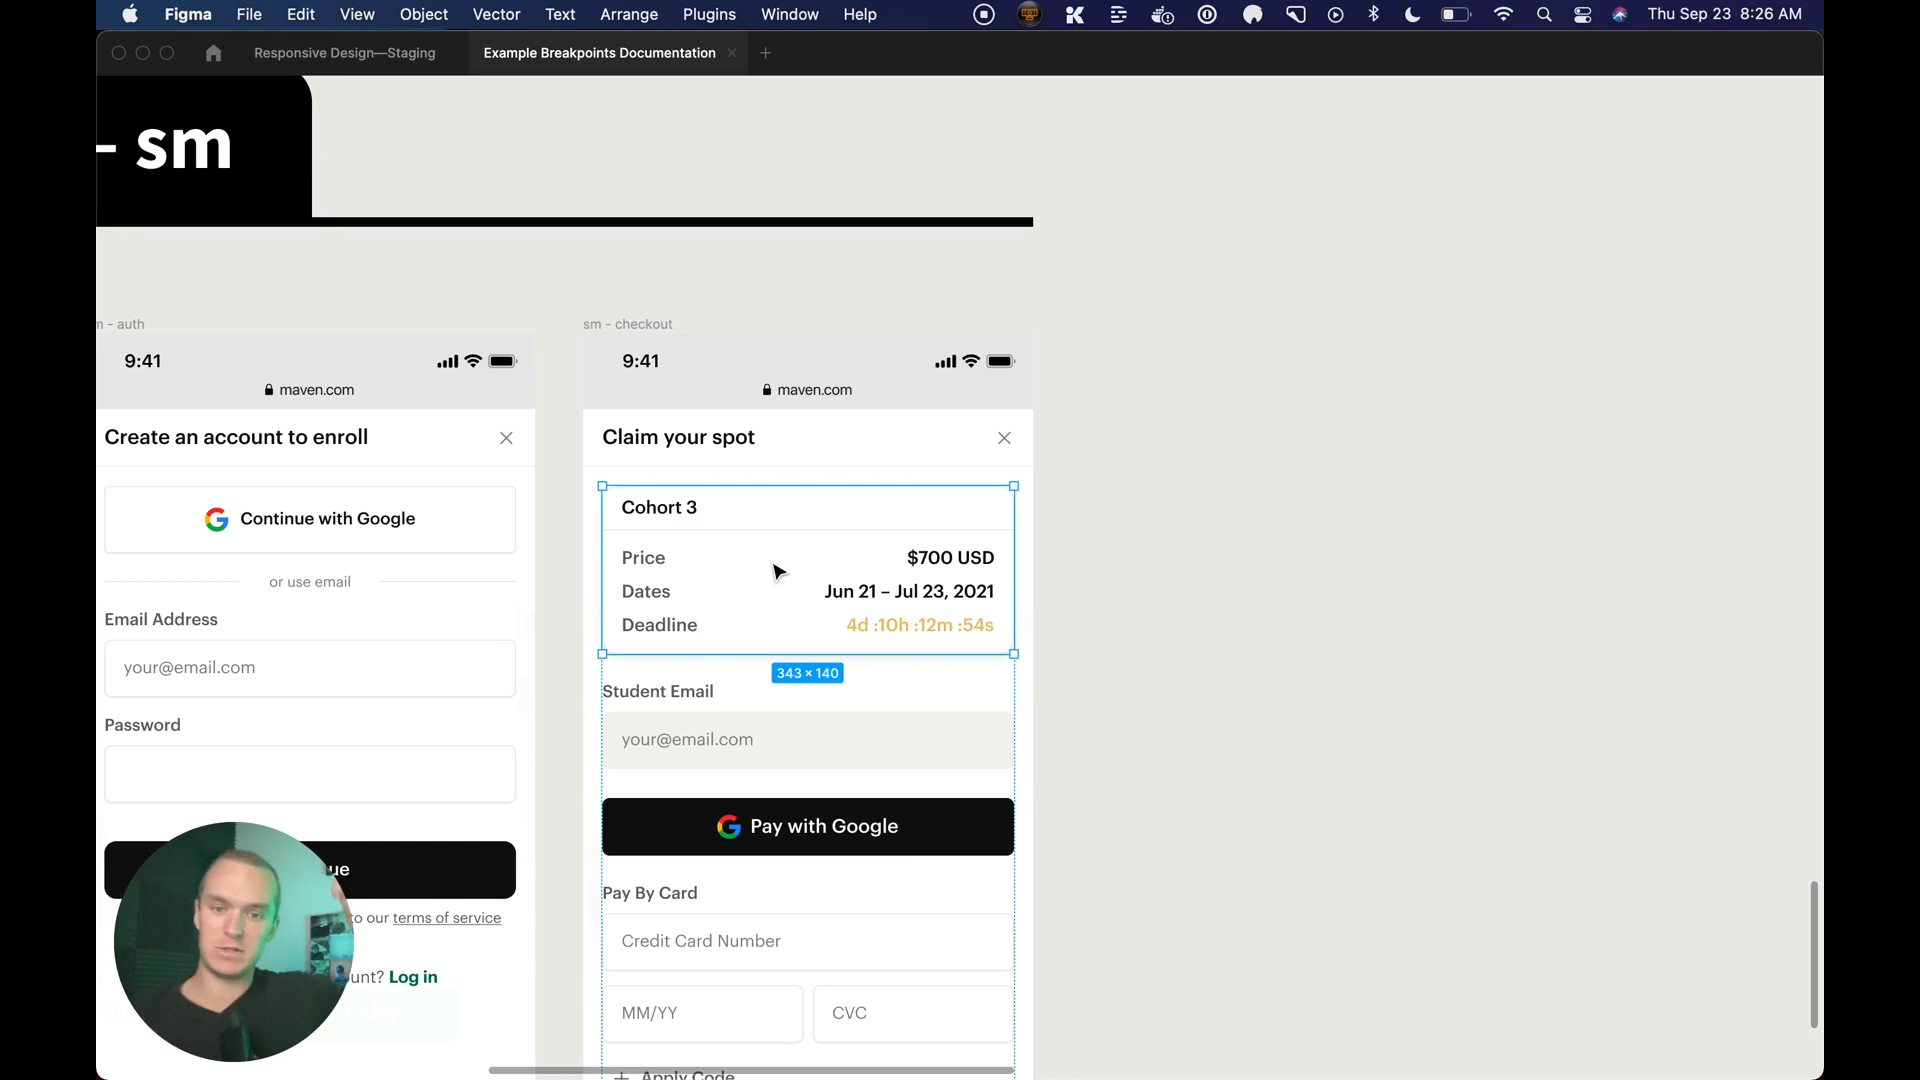 Figma File Edit View Object Vector Text Arrange Plugins Window Help Thu Sep 23 8:26 AM
Responsive Design—Staging Example Breakpoints Documentation
- sm
- auth
sm - checkout
9:41
maven.com
Create an account to enroll
Continue with Google
or use email
Email Address
your@email.com
Password
to our terms of service
Log in
9:41
maven.com
Claim your spot
Cohort 3
Price $700 USD
Dates Jun 21 – Jul 23, 2021
Deadline 4d :10h :12m :54s
343 × 140
Student Email
your@email.com
Pay with Google
Pay By Card
Credit Card Number
MM/YY CVC
Apply Code